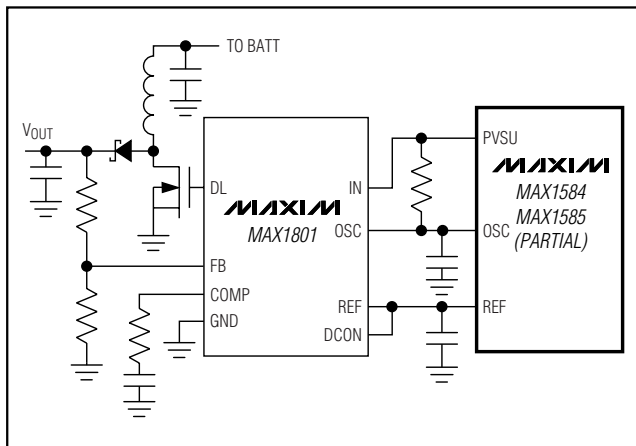 TO BATT
VOUT
DL
FB
COMP
GND
MAXIM
MAX1801
IN
OSC
REF
DCON
PVSU
OSC
REF
MAXIM
MAX1584
MAX1585
(PARTIAL)